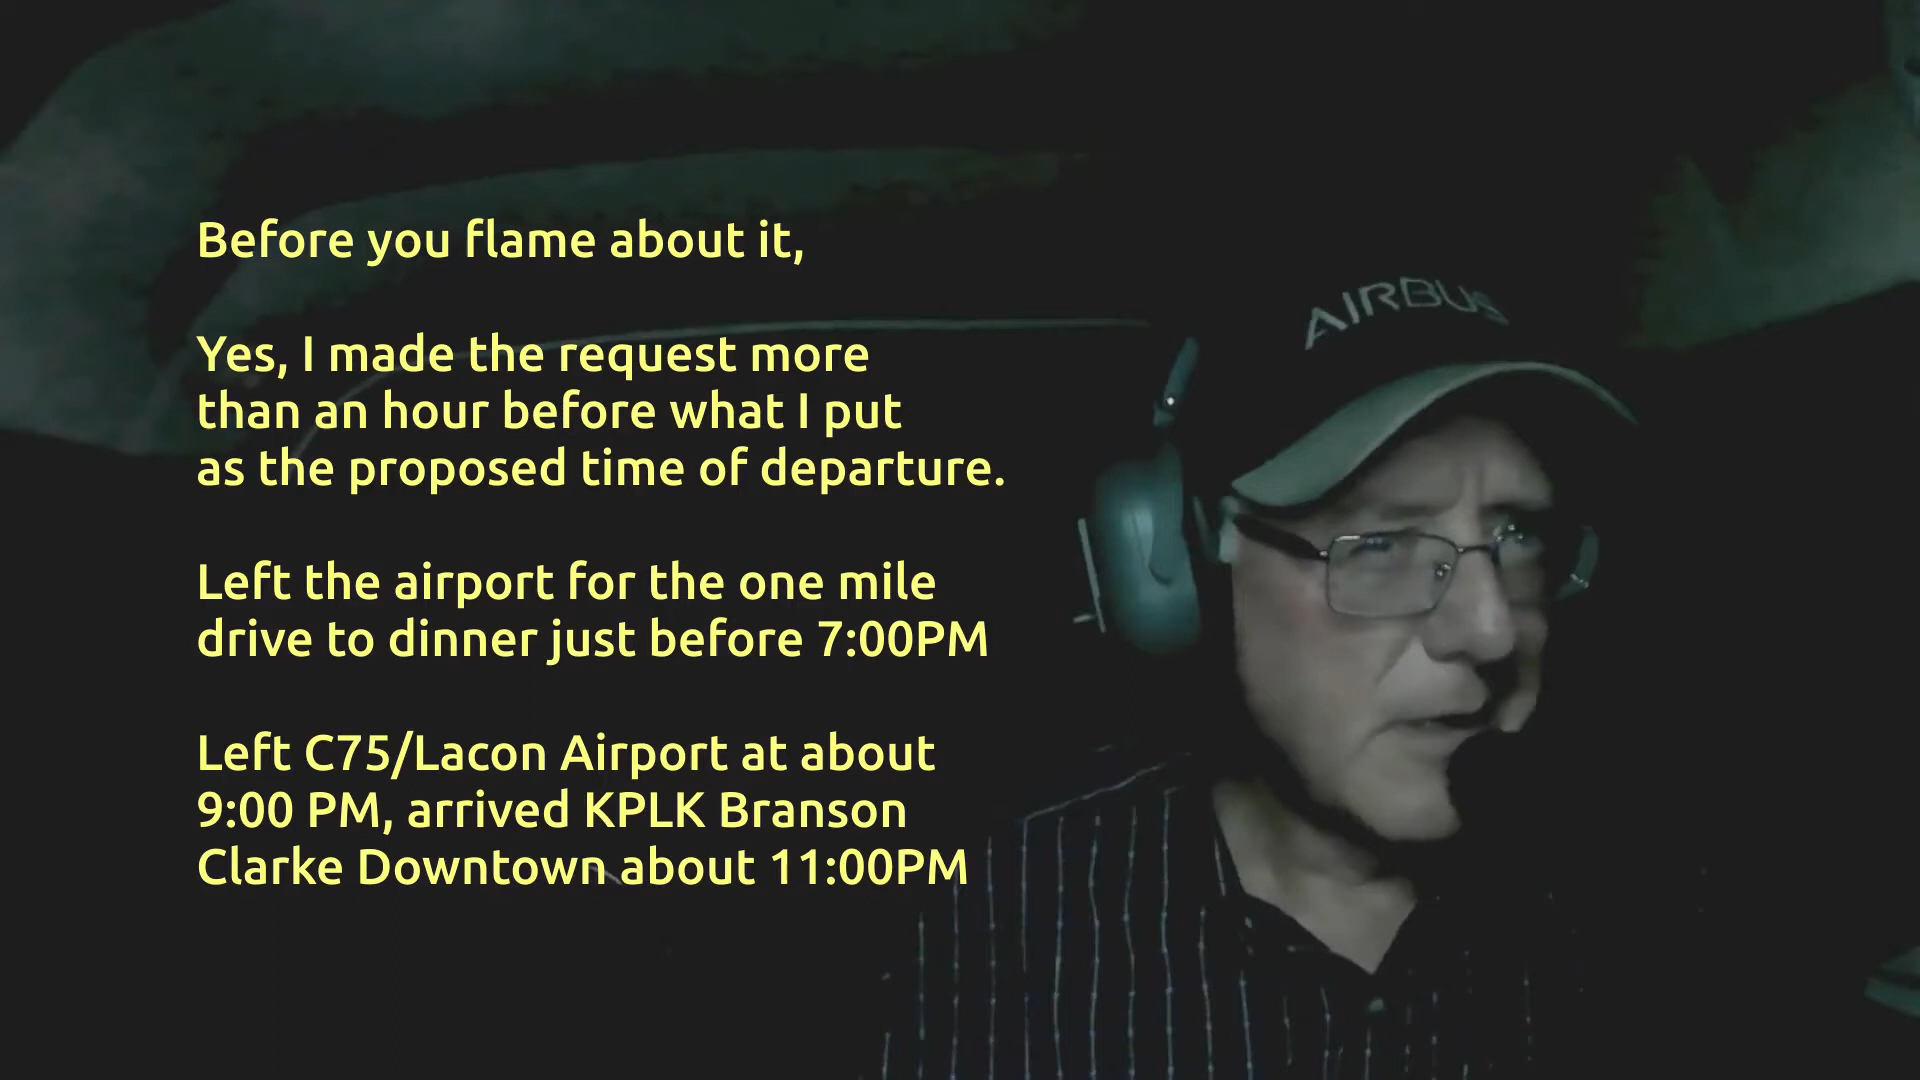 Before you flame about it,
Yes, I made the request more
than an hour before what I put
as the proposed time of departure.
Left the airport for the one mile
drive to dinner just before 7:00PM
Left C75/Lacon Airport at about
9:00 PM, arrived KPLK Branson
Clarke Downtown about 11:00PM
AIRBUS